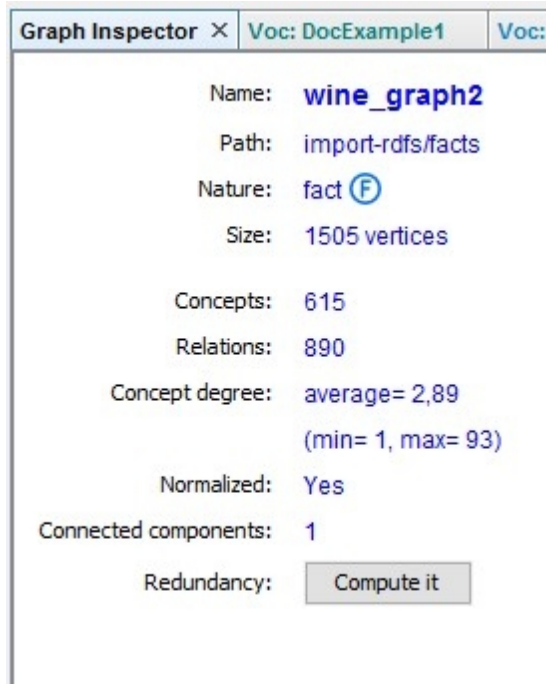 Graph Inspector × Voc: DocExample1 Voc:
Name: wine_graph2
Path: import-rdfs/facts
Nature: fact F
Size: 1505 vertices
Concepts: 615
Relations: 890
Concept degree: average= 2,89
(min= 1, max= 93)
Normalized: Yes
Connected components: 1
Redundancy: Compute it